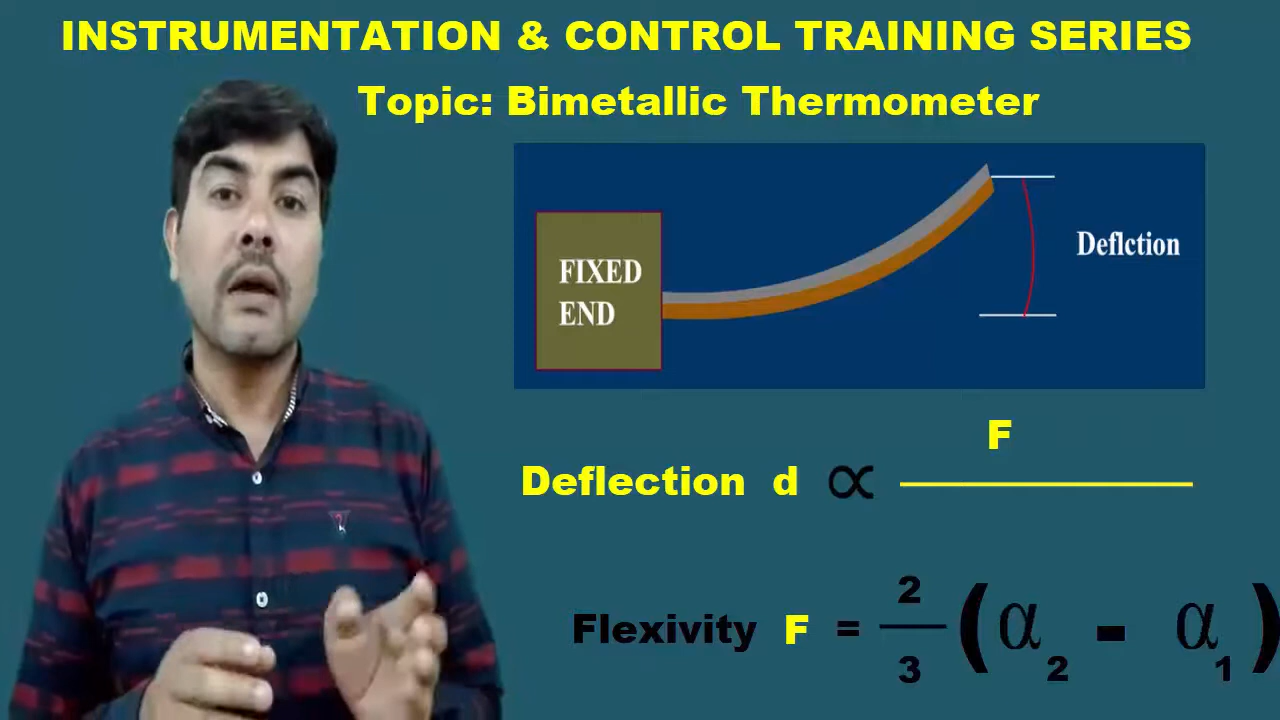 INSTRUMENTATION & CONTROL TRAINING SERIES
Topic: Bimetallic Thermometer
FIXED
END
Deflction
F
Deflection d ∝
Flexivity F = 2/3 (α₂ - α₁)